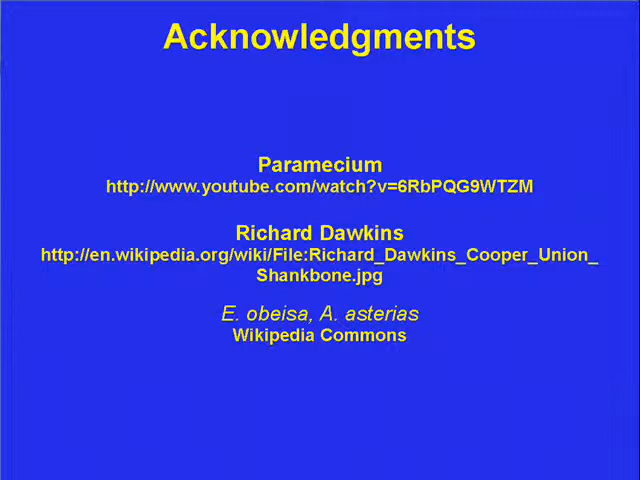 Acknowledgments
Paramecium
http://www.youtube.com/watch?v=6RbPQG9WTZM
Richard Dawkins
http://en.wikipedia.org/wiki/File:Richard_Dawkins_Cooper_Union_
Shankbone.jpg
E. obeisa, A. asterias
Wikipedia Commons